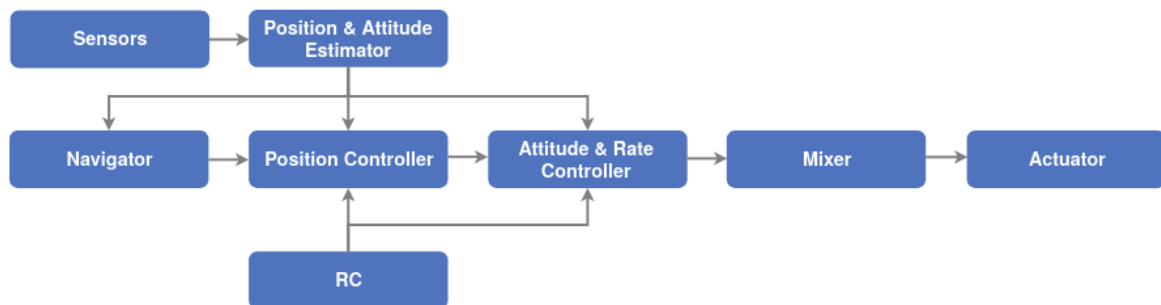 Sensors
Position & Attitude
Estimator
Navigator
Position Controller
Attitude & Rate
Controller
Mixer
Actuator
RC